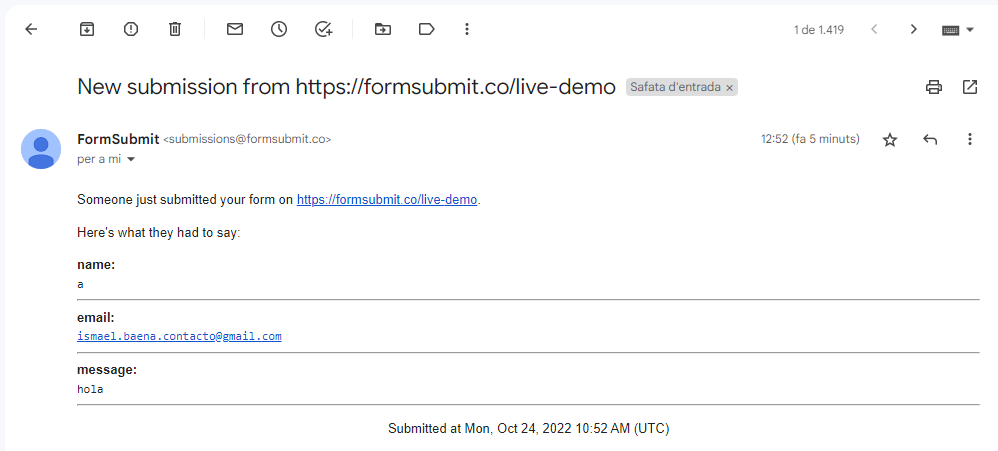 1 de 1.419
New submission from https://formsubmit.co/live-demo Safata d'entrada ×
FormSubmit <submissions@formsubmit.co> 12:52 (fa 5 minuts)
per a mi
Someone just submitted your form on https://formsubmit.co/live-demo.
Here's what they had to say:
name:
a
email:
ismael.baena.contacto@gmail.com
message:
hola
Submitted at Mon, Oct 24, 2022 10:52 AM (UTC)